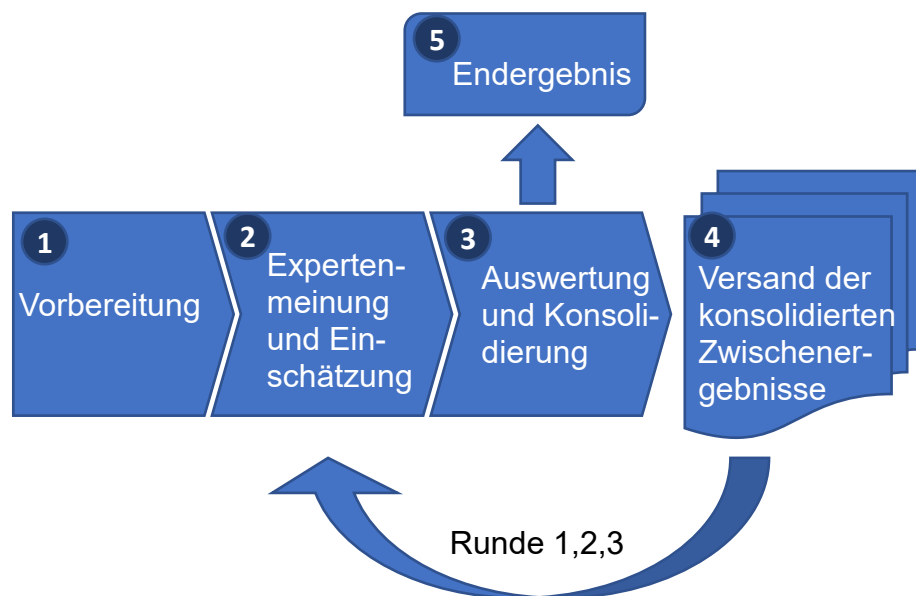 5
Endergebnis
1
Vorbereitung
2
Experten-
meinung
und Ein-
schätzung
3
Auswertung
und Konsoli-
dierung
4
Versand der
konsolidierten
Zwischener-
gebnisse
Runde 1,2,3